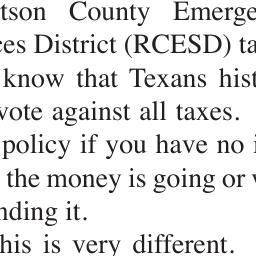 tson County Emerge
ces District (RCESD) ta
know that Texans hist
vote against all taxes.
policy if you have no i
the money is going or w
nding it.
his is very different.